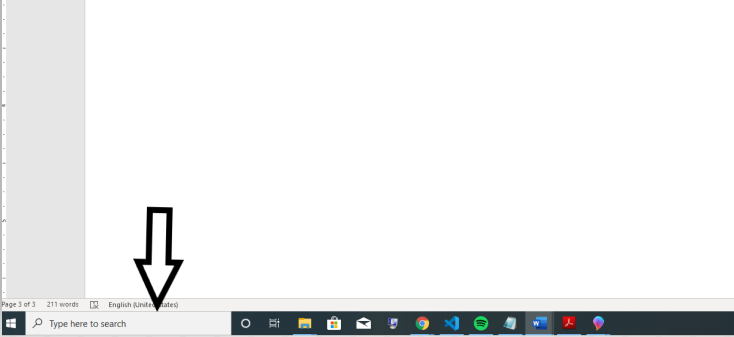 Page 3 of 3 211 words English (United States)
Type here to search